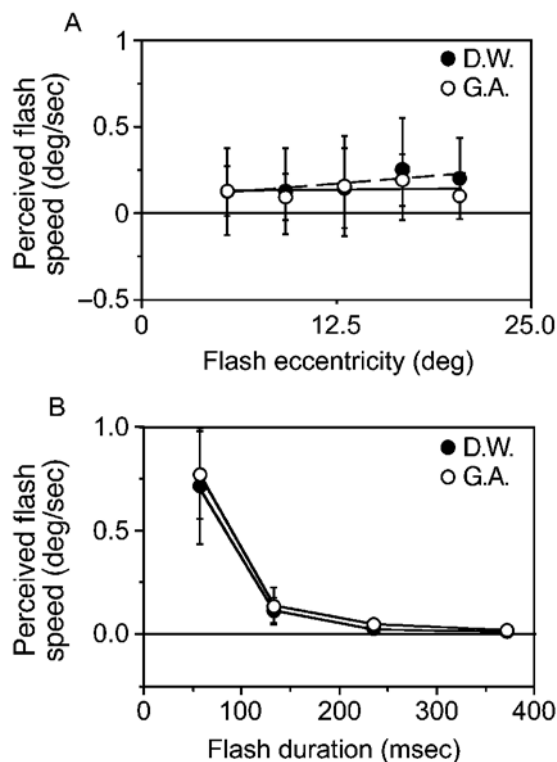 A
Perceived flash
speed (deg/sec)
1
0.5
0
–0.5
D.W.
G.A.
0
12.5
25.0
Flash eccentricity (deg)
B
Perceived flash
speed (deg/sec)
1.0
0.5
0.0
D.W.
G.A.
0
100
200
300
400
Flash duration (msec)